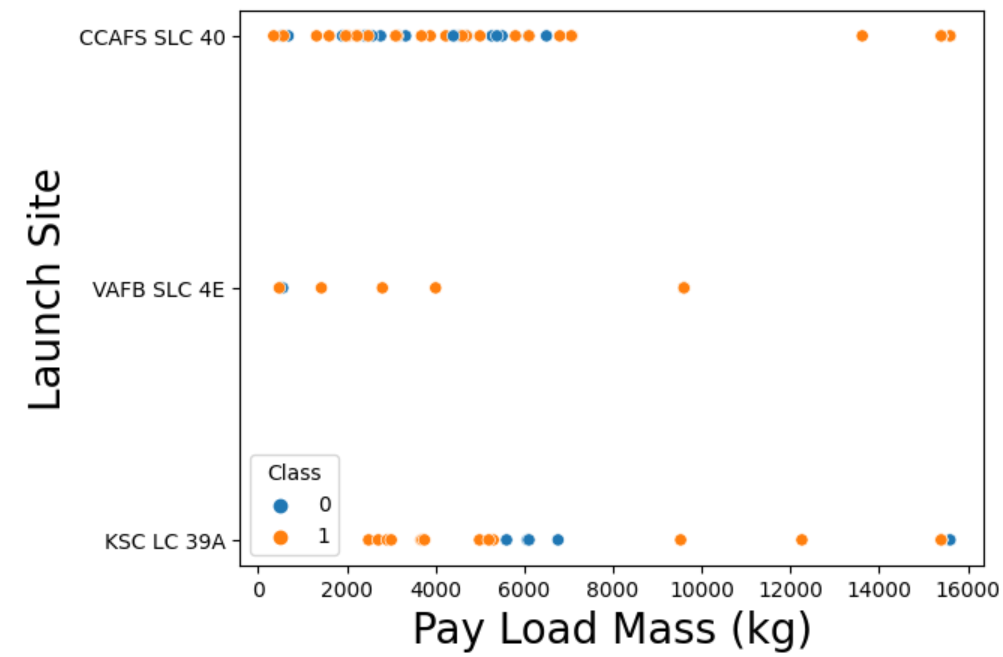 CCAFS SLC 40
VAFB SLC 4E
KSC LC 39A
Launch Site
Class
0
1
0 2000 4000 6000 8000 10000 12000 14000 16000
Pay Load Mass (kg)